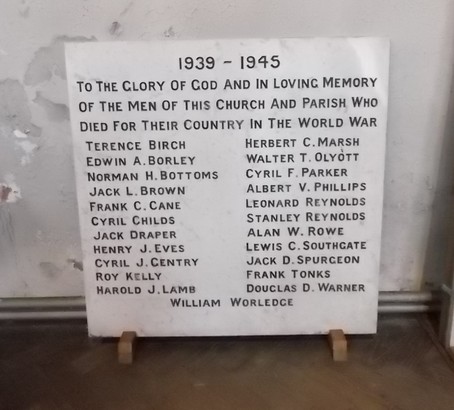 1939 - 1945
TO THE GLORY OF GOD AND IN LOVING MEMORY
OF THE MEN OF THIS CHURCH AND PARISH WHO
DIED FOR THEIR COUNTRY IN THE WORLD WAR
TERENCE BIRCH
EDWIN A. BORLEY
NORMAN H. BOTTOMS
JACK L. BROWN
FRANK C. CANE
CYRIL CHILDS
JACK DRAPER
HENRY J. EVES
CYRIL J. GENTRY
ROY KELLY
HAROLD J. LAMB
HERBERT C. MARSH
WALTER T. OLYOTT
CYRIL F. PARKER
ALBERT V. PHILLIPS
LEONARD REYNOLDS
STANLEY REYNOLDS
ALAN W. ROWE
LEWIS C. SOUTHGATE
JACK D. SPURGEON
FRANK TONKS
DOUGLAS D. WARNER
WILLIAM WORLEDGE